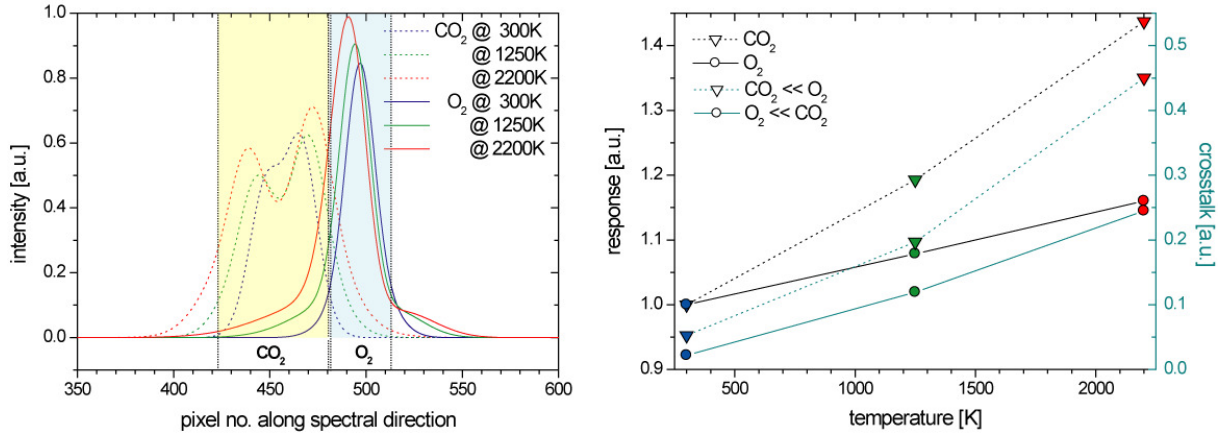 1.0
0.8
0.6
0.4
0.2
0.0
intensity [a.u.]
CO₂ @ 300K
@ 1250K
@ 2200K
O₂ @ 300K
@ 1250K
@ 2200K
CO₂
O₂
350 400 450 500 550 600
pixel no. along spectral direction
1.4
1.3
1.2
1.1
1.0
0.9
response [a.u.]
CO₂
O₂
CO₂ << O₂
O₂ << CO₂
500 1000 1500 2000
temperature [K]
0.5
0.4
0.3
0.2
0.1
0.0
crosstalk [a.u.]